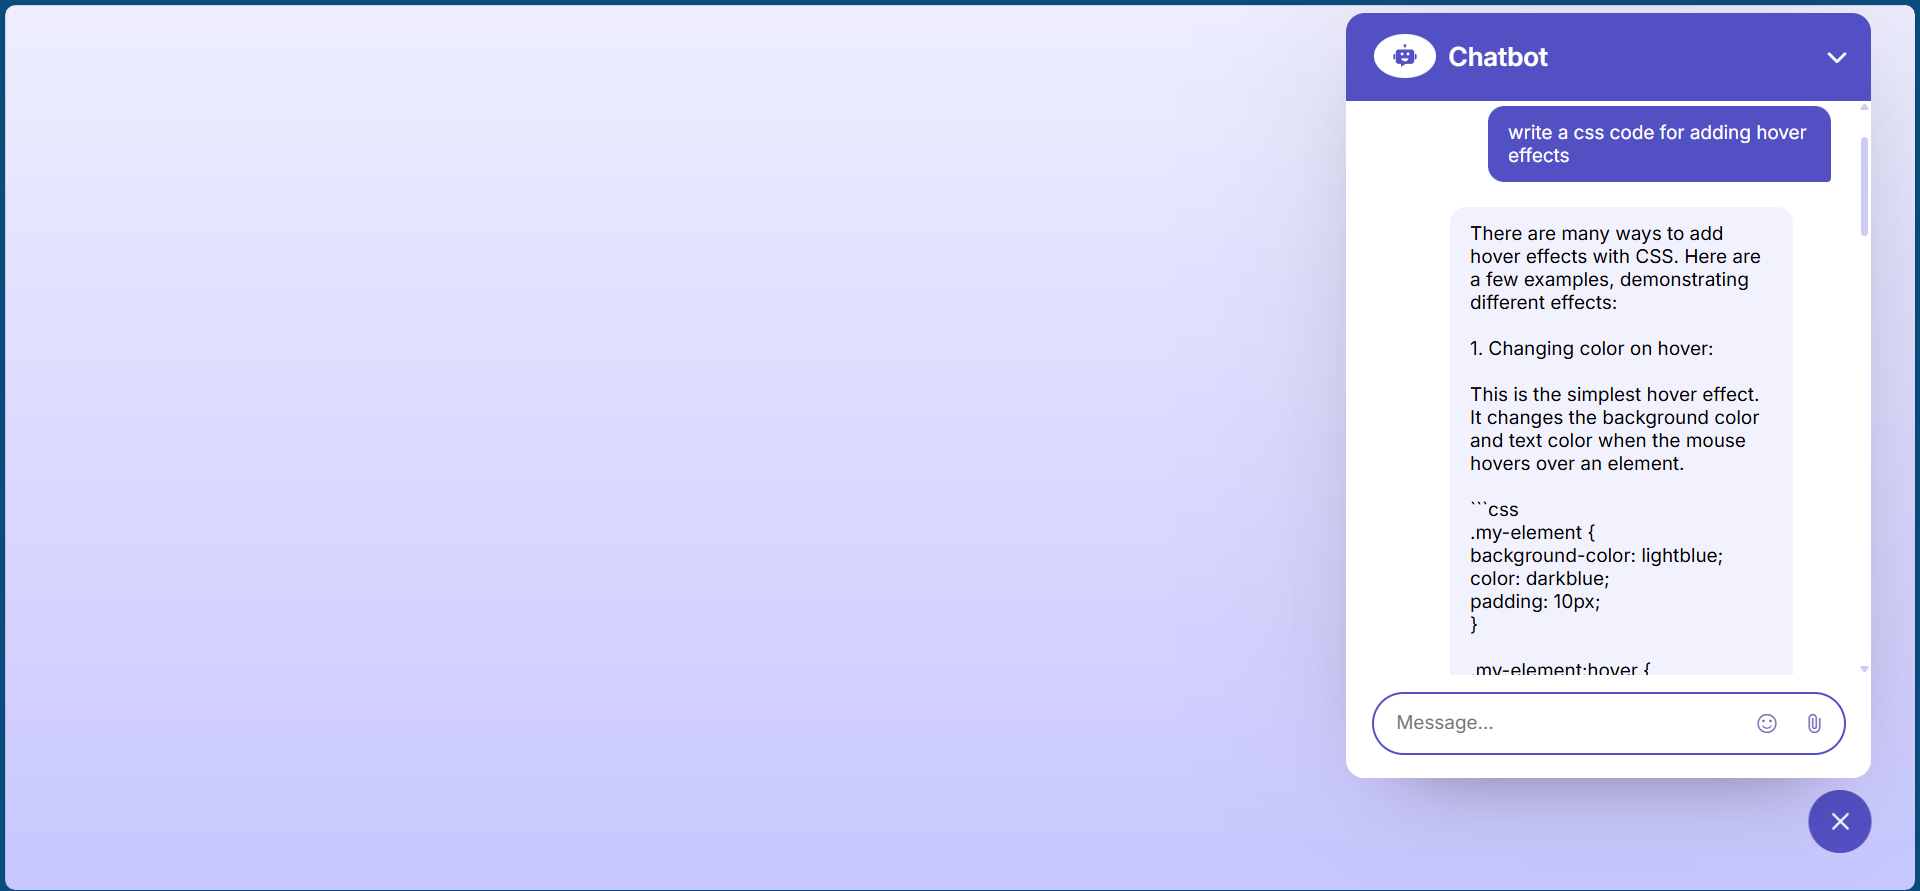 Chatbot
write a css code for adding hover
effects
There are many ways to add
hover effects with CSS. Here are
a few examples, demonstrating
different effects:
1. Changing color on hover:
This is the simplest hover effect.
It changes the background color
and text color when the mouse
hovers over an element.
```css
.my-element {
background-color: lightblue;
color: darkblue;
padding: 10px;
}
.my-element:hover {
Message...